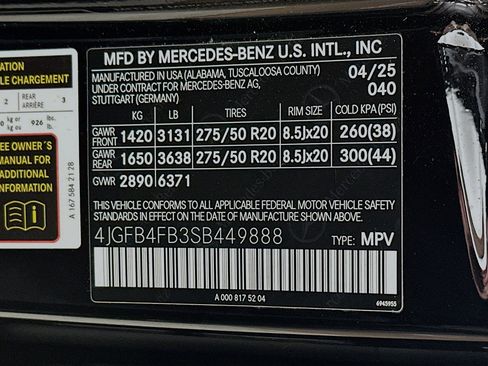 ATION
LE CHARGEMENT
2 REAR ARRIÈRE 3
kg or ou 926 lbs.
EE OWNER´S
MANUAL FOR
INFORMATION
A 167 584 21 28
MFD BY MERCEDES-BENZ U.S. INTL., INC
MANUFACTURED IN USA (ALABAMA, TUSCALOOSA COUNTY) 04/25
UNDER CONTRACT FOR MERCEDES-BENZ AG, 040
STUTTGART (GERMANY)
KG LB TIRES RIM SIZE COLD KPA(PSI)
GAWR FRONT 1420 3131 275/50 R20 8.5Jx20 260(38)
GAWR REAR 1650 3638 275/50 R20 8.5Jx20 300(44)
GVWR 2890 6371
THIS VEHICLE CONFORMS TO ALL APPLICABLE FEDERAL MOTOR VEHICLE SAFETY
STANDARDS IN EFFECT ON THE DATE OF MANUFACTURE SHOWN ABOVE.
4JGFB4FB3SB449888 TYPE: MPV
A 000 817 52 04
6945955